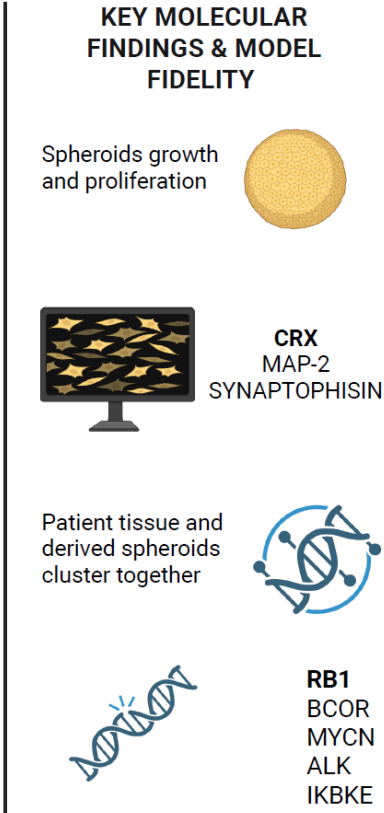 KEY MOLECULAR
FINDINGS & MODEL
FIDELITY
Spheroids growth
and proliferation
CRX
MAP-2
SYNAPTOPHISIN
Patient tissue and
derived spheroids
cluster together
RB1
BCOR
MYCN
ALK
IKBKE